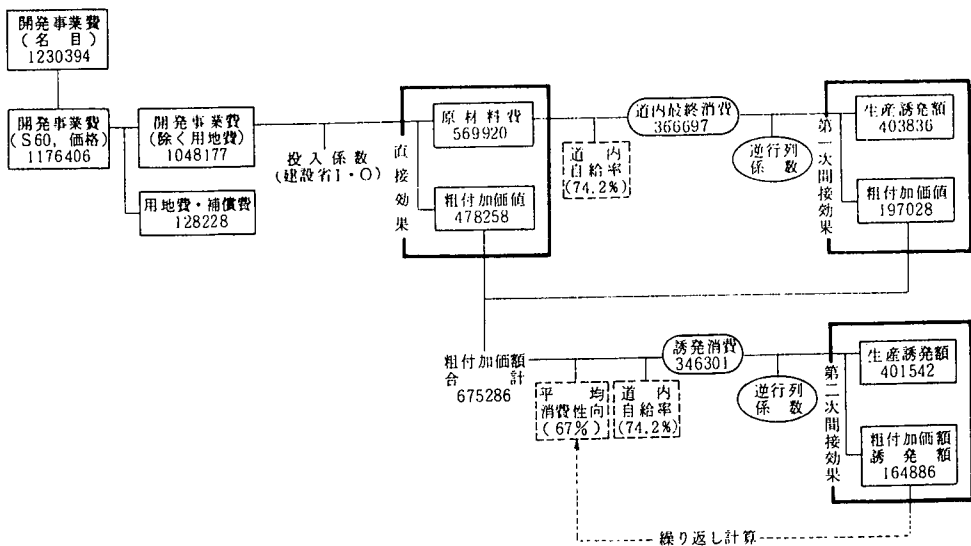 開発事業費
(名目)
1230394
開発事業費
(S60, 価格)
1176406
開発事業費
(除く用地費)
1048177
用地費・補償費
128228
投入係数
(建設省I・O)
直接効果
原材料費
569920
粗付加価値
478258
道内
自給率
(74.2%)
道内最終消費
366697
逆行列
係数
第一次間接効果
生産誘発額
403836
粗付加価値
197028
粗付加価額
合計
675286
平均
消費性向
(67%)
道内
自給率
(74.2%)
誘発消費
346301
逆行列
係数
第二次間接効果
生産誘発額
401542
粗付加価額
誘発額
164886
繰り返し計算